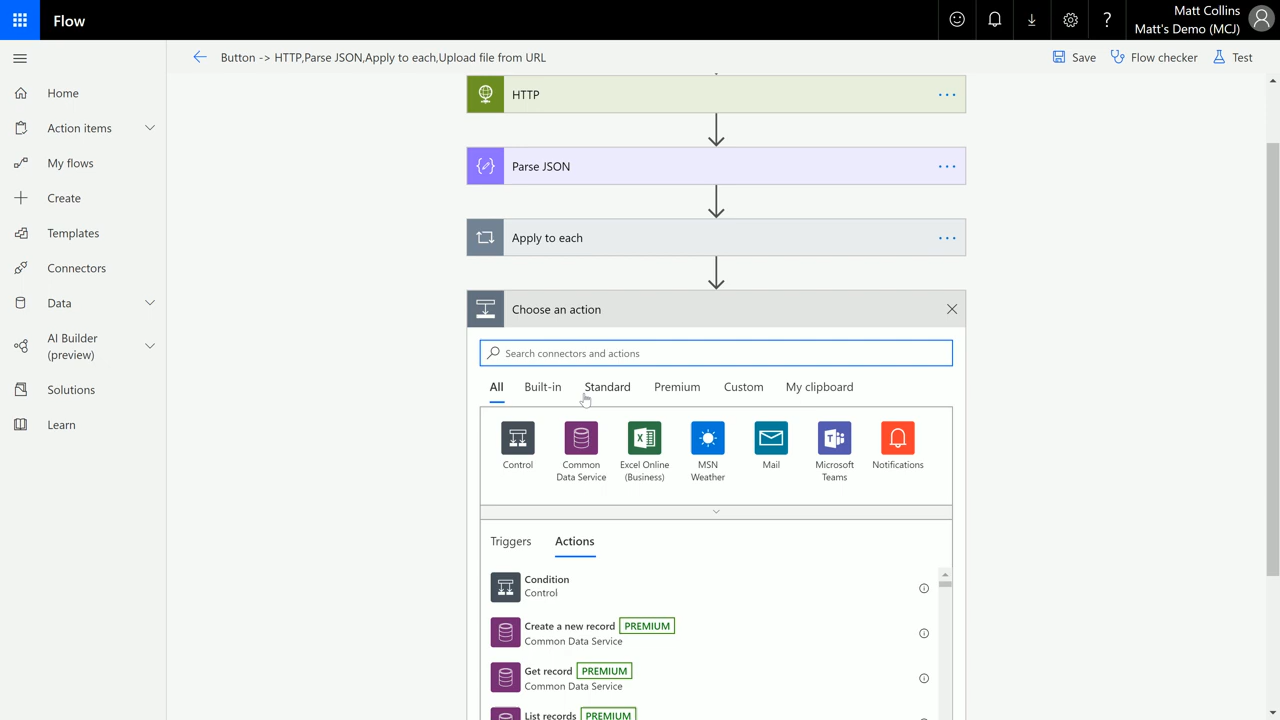 Flow
Matt Collins
Matt's Demo (MCJ)
Button -> HTTP,Parse JSON,Apply to each,Upload file from URL
Save
Flow checker
Test
Home
Action items
My flows
Create
Templates
Connectors
Data
AI Builder
(preview)
Solutions
Learn
HTTP
Parse JSON
Apply to each
Choose an action
Search connectors and actions
All Built-in Standard Premium Custom My clipboard
Control
Common
Data Service
Excel Online
(Business)
MSN
Weather
Mail
Microsoft
Teams
Notifications
Triggers Actions
Condition
Control
Create a new record PREMIUM
Common Data Service
Get record PREMIUM
Common Data Service
List records PREMIUM